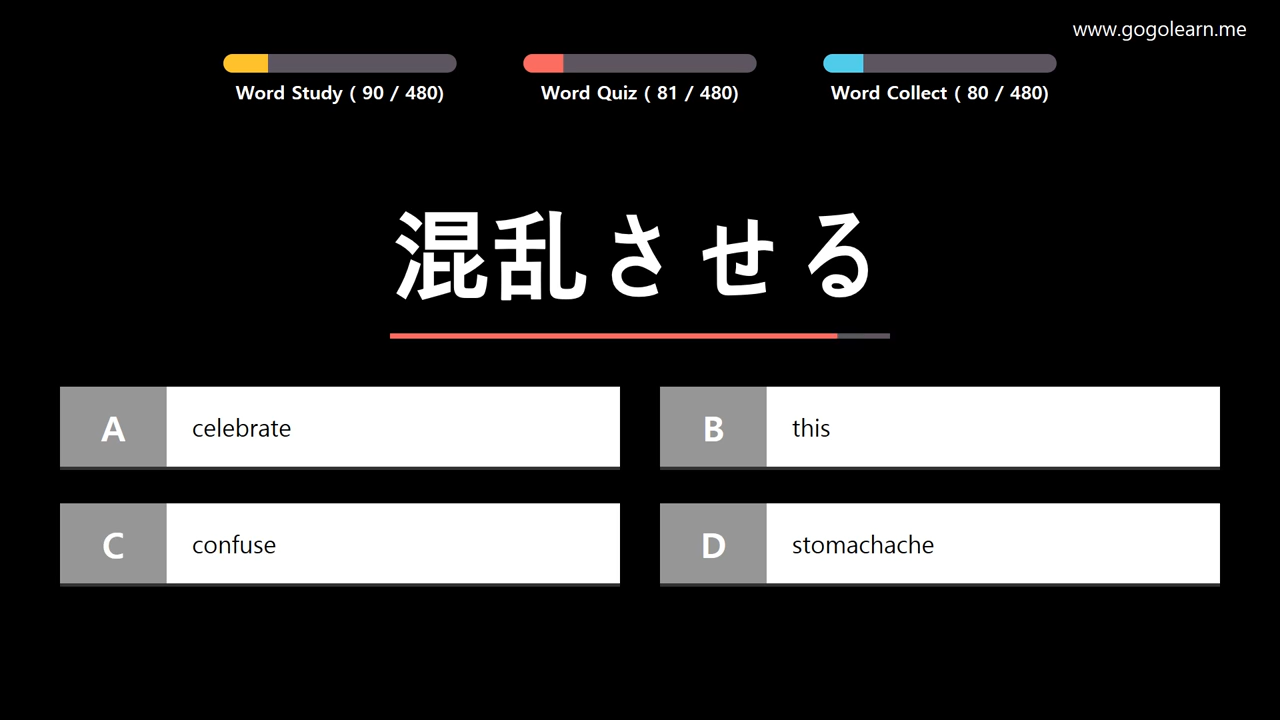 www.gogolearn.me
Word Study ( 90 / 480)
Word Quiz ( 81 / 480)
Word Collect ( 80 / 480)
混乱させる
A celebrate
B this
C confuse
D stomachache